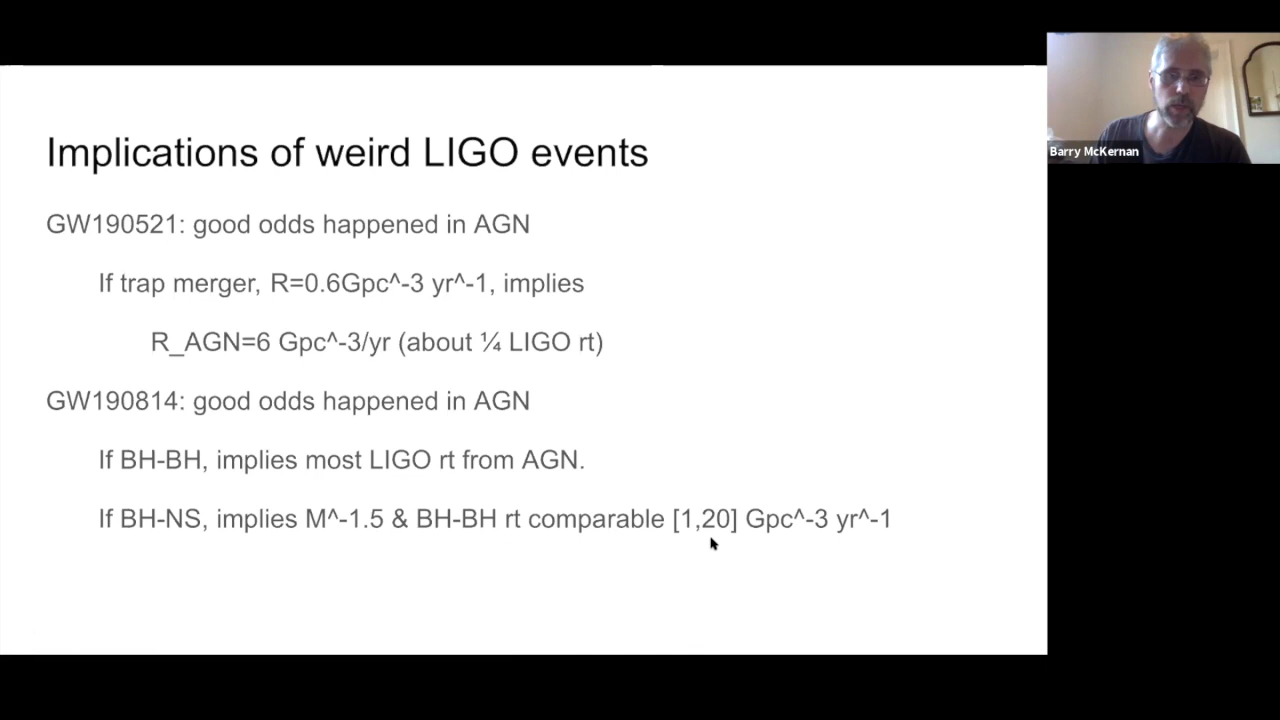 Implications of weird LIGO events
GW190521: good odds happened in AGN
If trap merger, R=0.6Gpc^-3 yr^-1, implies
R_AGN=6 Gpc^-3/yr (about ¼ LIGO rt)
GW190814: good odds happened in AGN
If BH-BH, implies most LIGO rt from AGN.
If BH-NS, implies M^-1.5 & BH-BH rt comparable [1,20] Gpc^-3 yr^-1
Barry McKernan